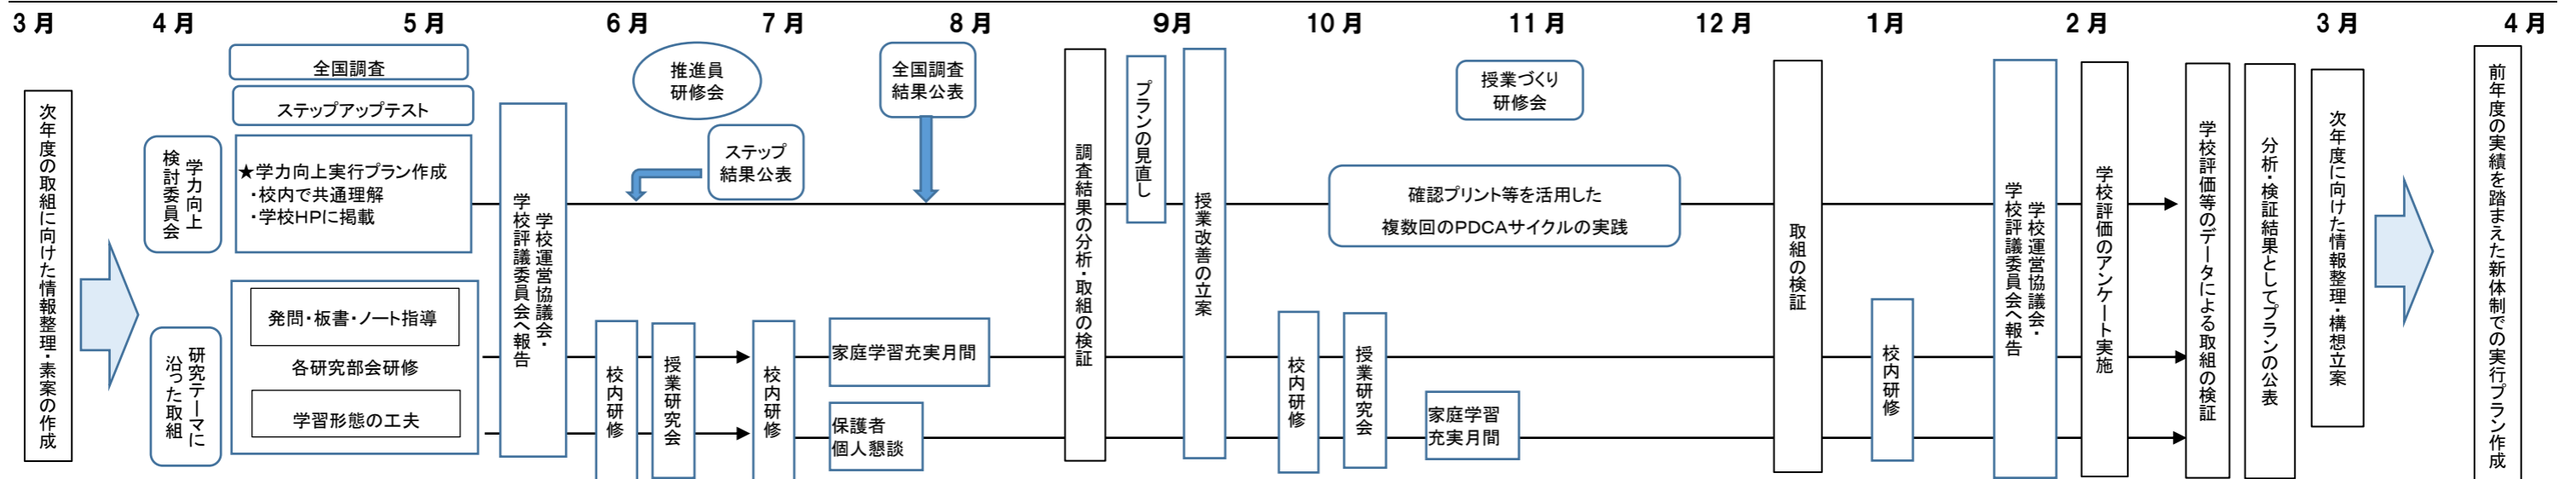 3月
4月
5月
6月
7月
8月
9月
10月
11月
12月
1月
2月
3月
4月
次年度の取組に向けた情報整理・素案の作成
学力向上
検討委員会
研究テーマに
沿った取組
全国調査
ステップアップテスト
★学力向上実行プラン作成
・校内で共通理解
・学校HPに掲載
発問・板書・ノート指導
各研究部会研修
学習形態の工夫
学校運営協議会・
学校評議委員会へ報告
校内研修
授業研究会
推進員
研修会
ステップ
結果公表
校内研修
全国調査
結果公表
家庭学習充実月間
保護者
個人懇談
調査結果の分析・取組の検証
プランの見直し
授業改善の立案
校内研修
授業研究会
授業づくり
研修会
確認プリント等を活用した
複数回のPDCAサイクルの実践
家庭学習
充実月間
取組の検証
校内研修
学校運営協議会・
学校評議委員会へ報告
学校評価のアンケート実施
学校評価等のデータによる取組の検証
分析・検証結果としてプランの公表
次年度に向けた情報整理・構想立案
前年度の実績を踏まえた新体制での実行プラン作成